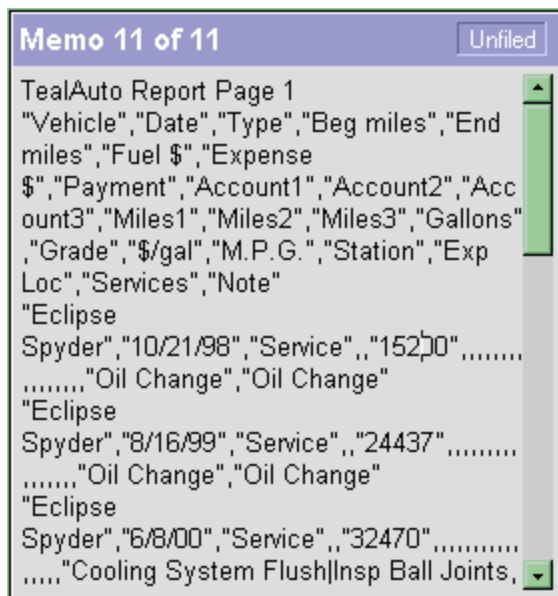 Memo 11 of 11
Unfiled
TealAuto Report Page 1
"Vehicle","Date","Type","Beg miles","End
miles","Fuel $","Expense
$","Payment","Account1","Account2","Acc
ount3","Miles1","Miles2","Miles3","Gallons"
,"Grade","$/gal","M.P.G.","Station","Exp
Loc","Services","Note"
"Eclipse
Spyder","10/21/98","Service",,"15200",,,,,,,,
,,,,,,,,"Oil Change","Oil Change"
"Eclipse
Spyder","8/16/99","Service",,"24437",,,,,,,,,
,,,,,,,"Oil Change","Oil Change"
"Eclipse
Spyder","6/8/00","Service",,"32470",,,,,,,,,,,
,,,,,"Cooling System Flush|Insp Ball Joints,